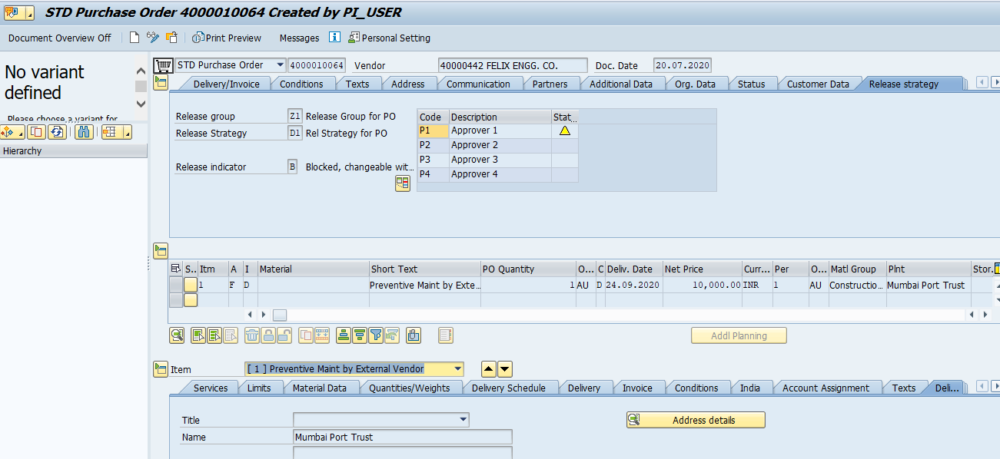 STD Purchase Order 4000010064 Created by PI_USER
Document Overview Off Print Preview Messages Personal Setting
No variant
defined
Please choose a variant for
Hierarchy
STD Purchase Order 4000010064 Vendor 40000442 FELIX ENGG. CO. Doc. Date 20.07.2020
Delivery/Invoice Conditions Texts Address Communication Partners Additional Data Org. Data Status Customer Data Release strategy
Release group Z1 Release Group for PO
Release Strategy D1 Rel Strategy for PO
Release indicator B Blocked, changeable wit...
Code Description Stat...
P1 Approver 1
P2 Approver 2
P3 Approver 3
P4 Approver 4
S.. Itm A I Material Short Text PO Quantity O... C Deliv. Date Net Price Curr... Per O... Matl Group Plnt Stor.
1 F D Preventive Maint by Exte... 1 AU D 24.09.2020 10,000.00 INR 1 AU Constructio... Mumbai Port Trust
Addl Planning
Item [ 1 ] Preventive Maint by External Vendor
Services Limits Material Data Quantities/Weights Delivery Schedule Delivery Invoice Conditions India Account Assignment Texts Deli...
Title Address details
Name Mumbai Port Trust